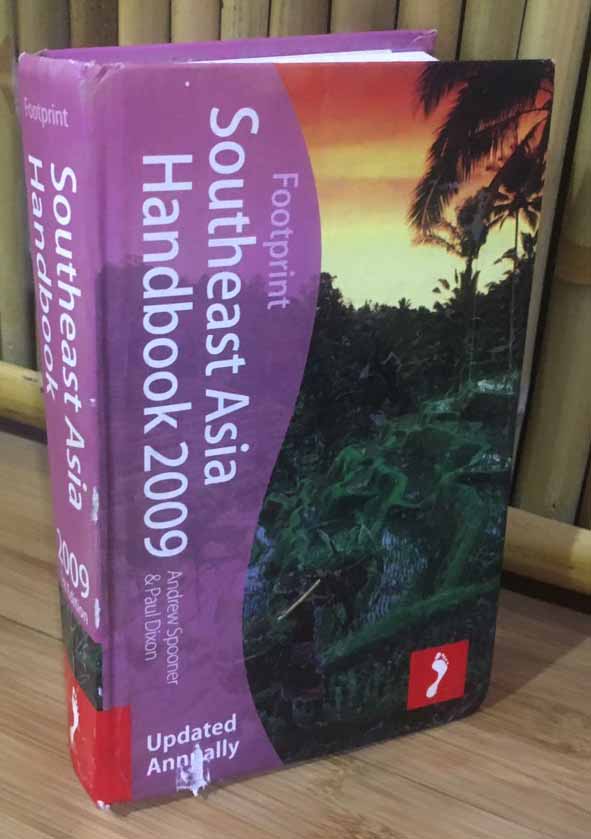 Footprint
Southeast Asia
Handbook
2009
Footprint
Southeast Asia
Handbook 2009
Andrew Spooner
& Paul Dixon
Updated
Annually